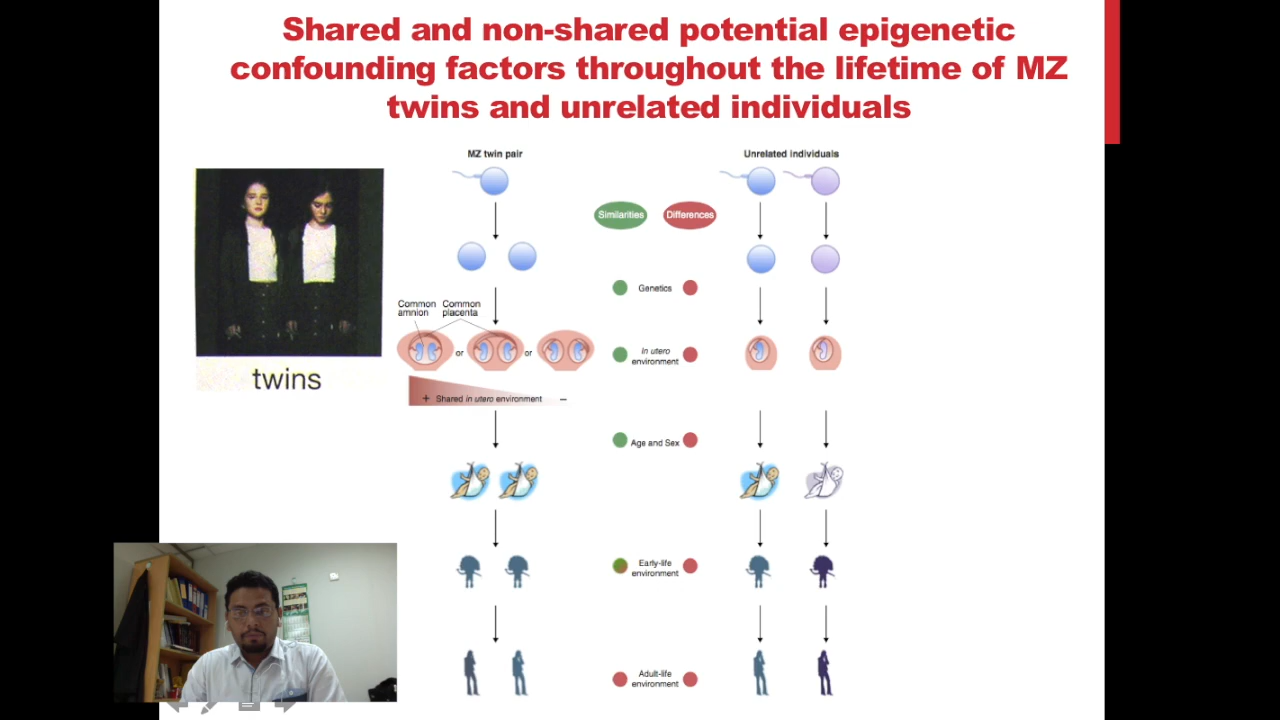 Shared and non-shared potential epigenetic
confounding factors throughout the lifetime of MZ
twins and unrelated individuals
MZ twin pair
Unrelated individuals
Similarities
Differences
Genetics
Common
amnion
Common
placenta
or
or
In utero
environment
twins
+ Shared in utero environment −
Age and Sex
Early-life
environment
Adult-life
environment